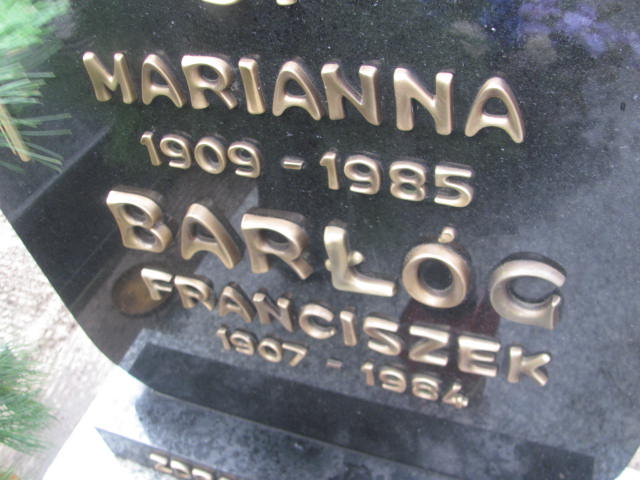 MARIANNA
1909 - 1985
BARŁÓG
FRANCISZEK
1907 - 1984